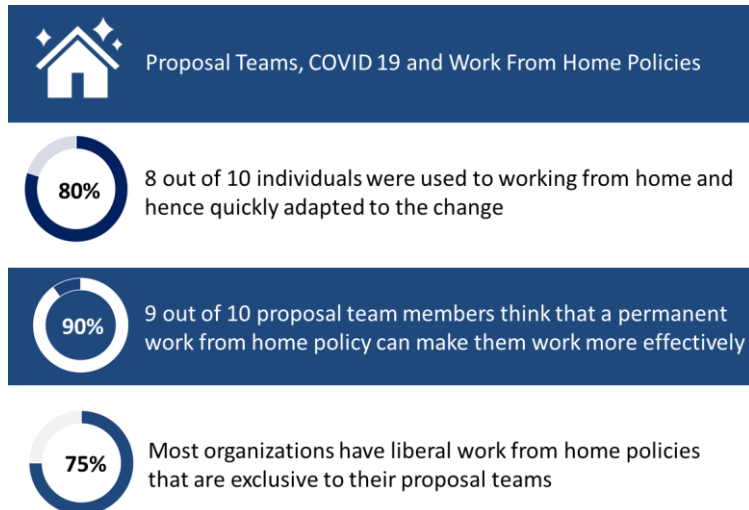 Proposal Teams, COVID 19 and Work From Home Policies
80%
8 out of 10 individuals were used to working from home and
hence quickly adapted to the change
90%
9 out of 10 proposal team members think that a permanent
work from home policy can make them work more effectively
75%
Most organizations have liberal work from home policies
that are exclusive to their proposal teams